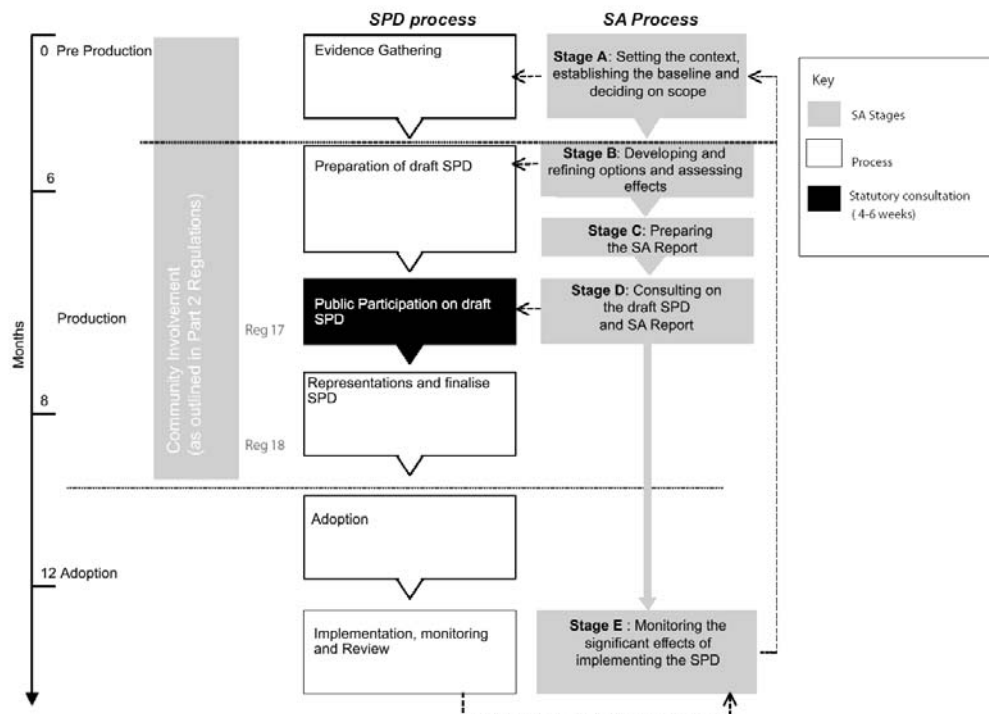 SPD process
SA Process
0 Pre Production
Evidence Gathering
Stage A: Setting the context,
establishing the baseline and
deciding on scope
Key
SA Stages
Process
Statutory consultation
( 4-6 weeks)
Preparation of draft SPD
Stage B: Developing and
refining options and assessing
effects
6
Stage C: Preparing
the SA Report
Community Involvement
(as outlined in Part 2 Regulations)
Months
Production
Reg 17
Public Participation on draft
SPD
Stage D: Consulting on
the draft SPD
and SA Report
Representations and finalise
SPD
8
Reg 18
Adoption
12 Adoption
Implementation, monitoring
and Review
Stage E : Monitoring the
significant effects of
implementing the SPD